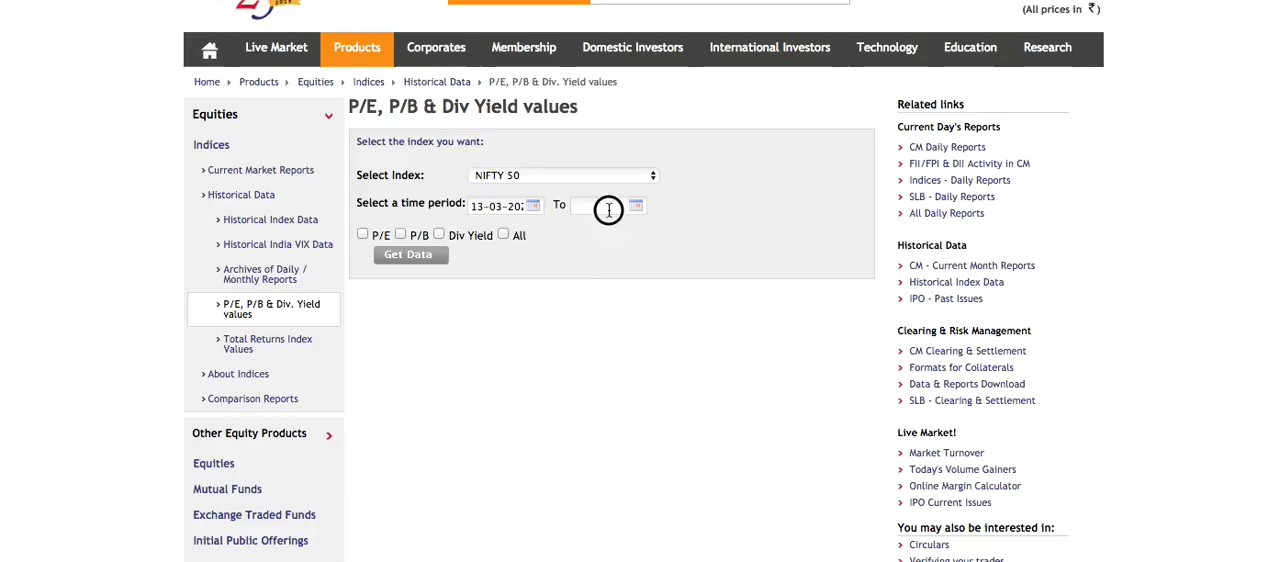 (All prices in ₹ )
Live Market Products Corporates Membership Domestic Investors International Investors Technology Education Research
Home › Products › Equities › Indices › Historical Data › P/E, P/B & Div. Yield values
Equities
Indices
Current Market Reports
Historical Data
Historical Index Data
Historical India VIX Data
Archives of Daily /
Monthly Reports
P/E, P/B & Div. Yield
values
Total Returns Index
Values
About Indices
Comparison Reports
Other Equity Products
Equities
Mutual Funds
Exchange Traded Funds
Initial Public Offerings
P/E, P/B & Div Yield values
Select the index you want:
Select Index: NIFTY 50
Select a time period: 13-03-202 To
P/E P/B Div Yield All
Get Data
Related links
Current Day's Reports
CM Daily Reports
FII/FPI & DII Activity in CM
Indices - Daily Reports
SLB - Daily Reports
All Daily Reports
Historical Data
CM - Current Month Reports
Historical Index Data
IPO - Past Issues
Clearing & Risk Management
CM Clearing & Settlement
Formats for Collaterals
Data & Reports Download
SLB - Clearing & Settlement
Live Market!
Market Turnover
Today's Volume Gainers
Online Margin Calculator
IPO Current Issues
You may also be interested in:
Circulars
Verifying your trades